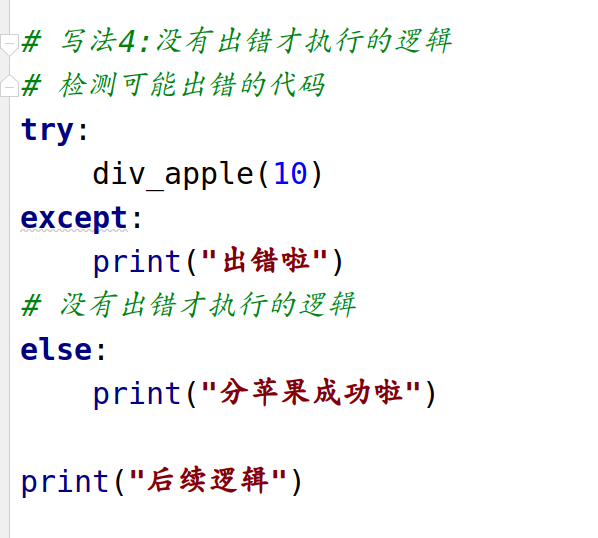 # 写法4:没有出错才执行的逻辑
# 检测可能出错的代码
try:
    div_apple(10)
except:
    print("出错啦")
# 没有出错才执行的逻辑
else:
    print("分苹果成功啦")
print("后续逻辑")